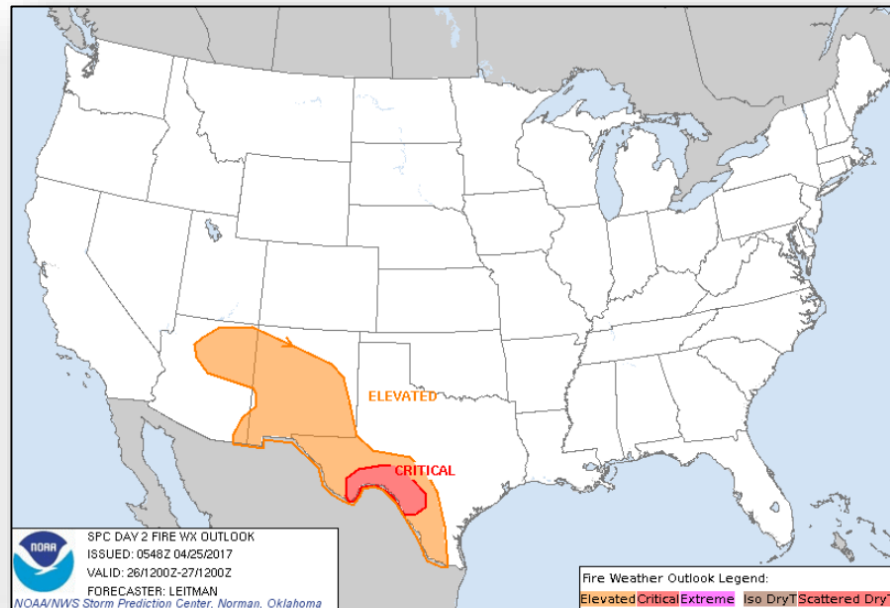 ELEVATED
CRITICAL
NOAA
SPC DAY 2 FIRE WX OUTLOOK
ISSUED: 0548Z 04/25/2017
VALID: 26/1200Z-27/1200Z
FORECASTER: LEITMAN
NOAA/NWS Storm Prediction Center, Norman, Oklahoma
Fire Weather Outlook Legend:
Elevated Critical Extreme Iso DryT Scattered DryT